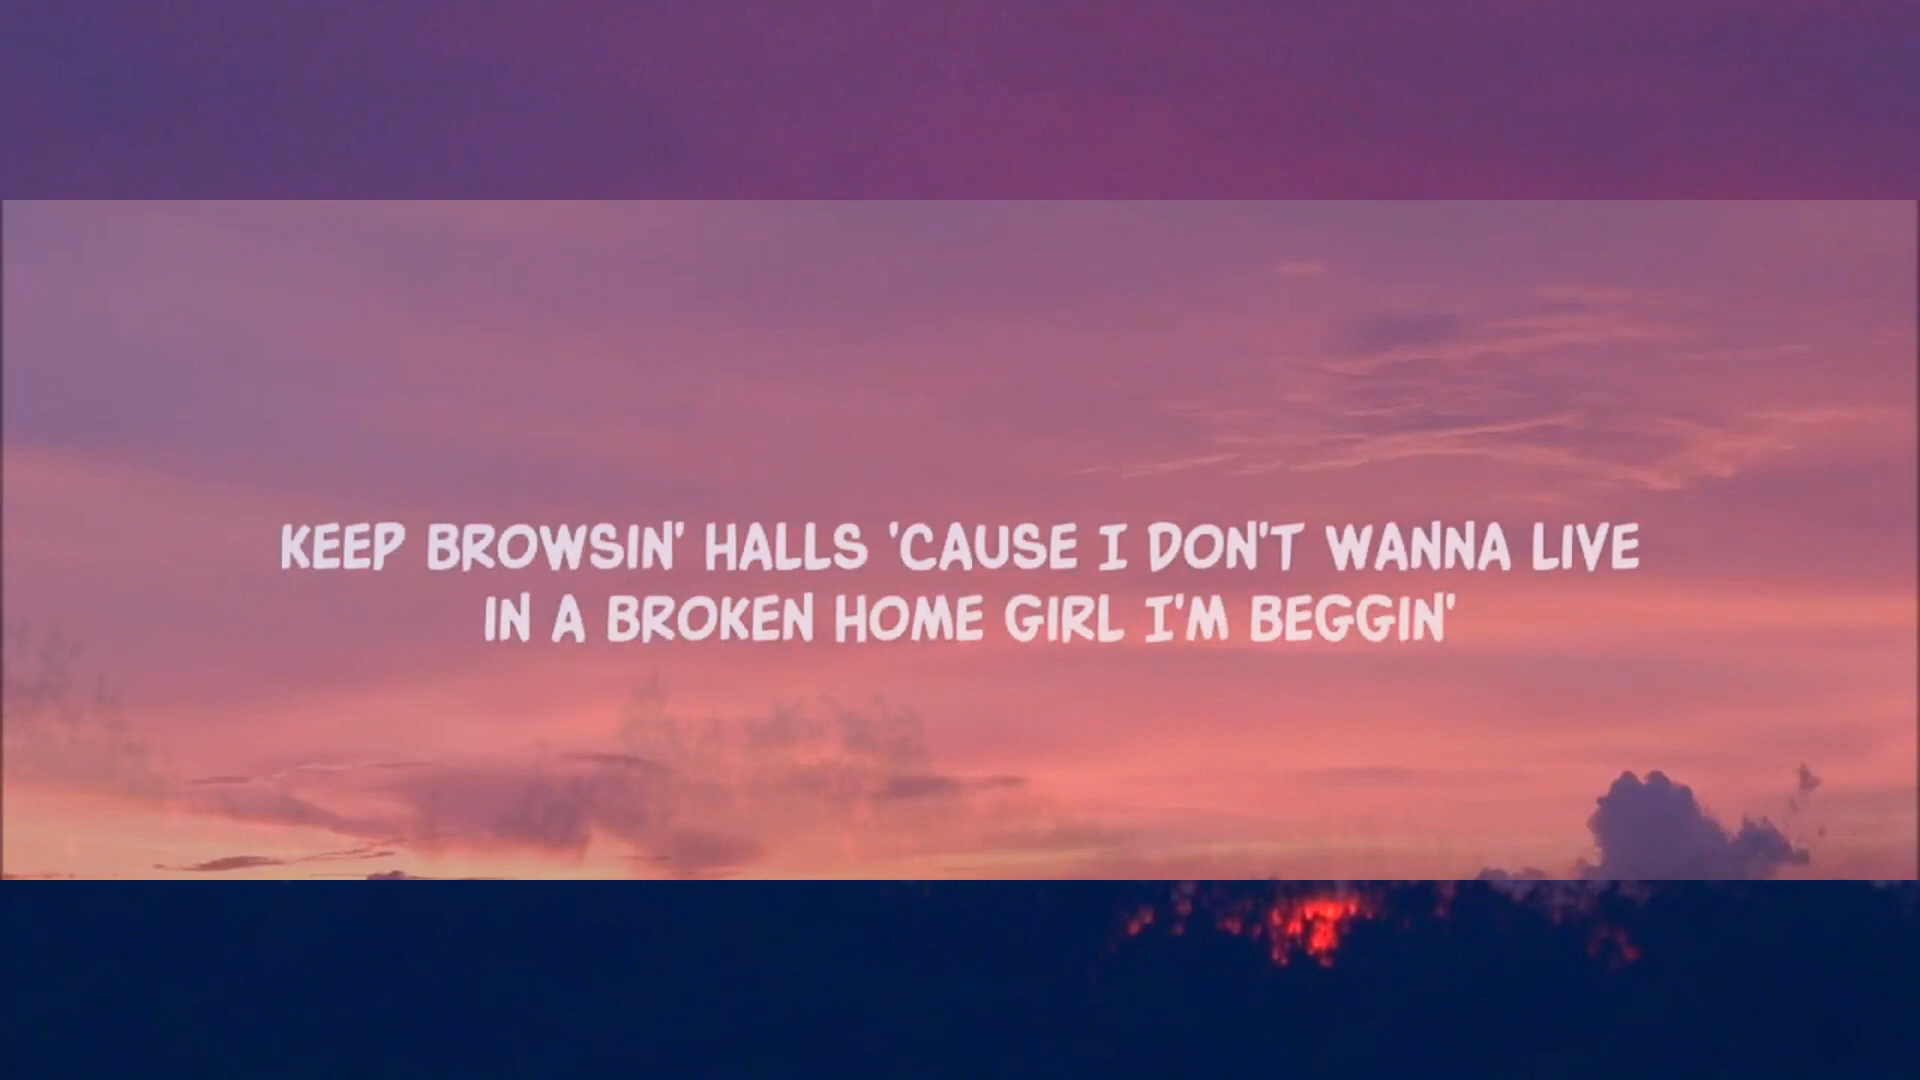 KEEP BROWSIN' HALLS 'CAUSE I DON'T WANNA LIVE
IN A BROKEN HOME GIRL I'M BEGGIN'